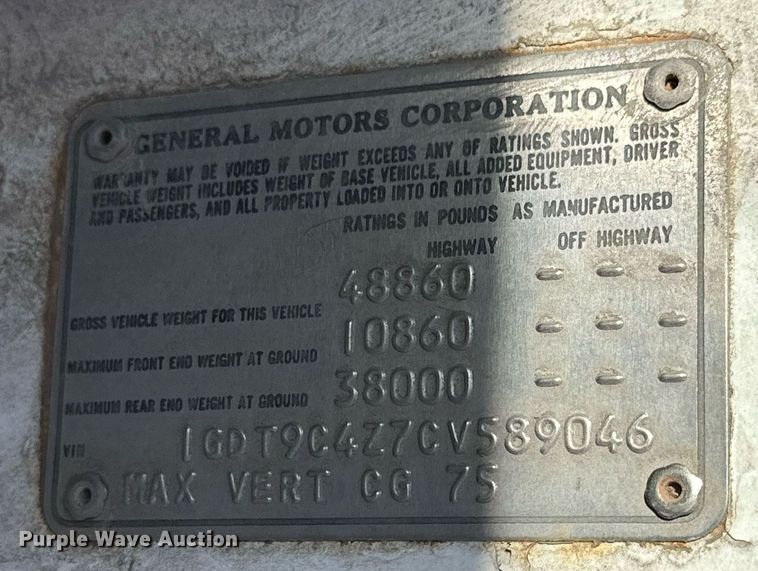 GENERAL MOTORS CORPORATION
WARRANTY MAY BE VOIDED IF WEIGHT EXCEEDS ANY OF RATINGS SHOWN. GROSS
VEHICLE WEIGHT INCLUDES WEIGHT OF BASE VEHICLE, ALL ADDED EQUIPMENT, DRIVER
AND PASSENGERS, AND ALL PROPERTY LOADED INTO OR ONTO VEHICLE.
RATINGS IN POUNDS AS MANUFACTURED
HIGHWAY OFF HIGHWAY
GROSS VEHICLE WEIGHT FOR THIS VEHICLE 48860 - - -
MAXIMUM FRONT END WEIGHT AT GROUND 10860 - - -
MAXIMUM REAR END WEIGHT AT GROUND 38000 - - -
VIN 1GDT9C4Z7CV589046
MAX VERT CG 75
Purple Wave Auction